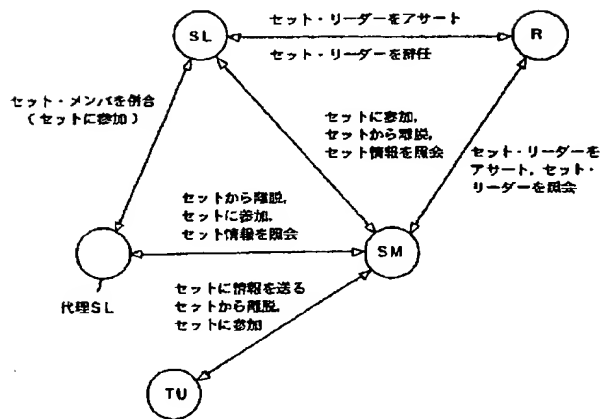 セット・リーダーをアサート
SL
R
セット・リーダーを辞任
セット・メンバを併合
(セットに参加)
セットに参加,
セットから離脱,
セット情報を照会
セット・リーダーを
アサート,セット・
リーダーを照会
セットから離脱,
セットに参加,
セット情報を照会
SM
代理SL
セットに情報を送る
セットから離脱,
セットに参加
TU